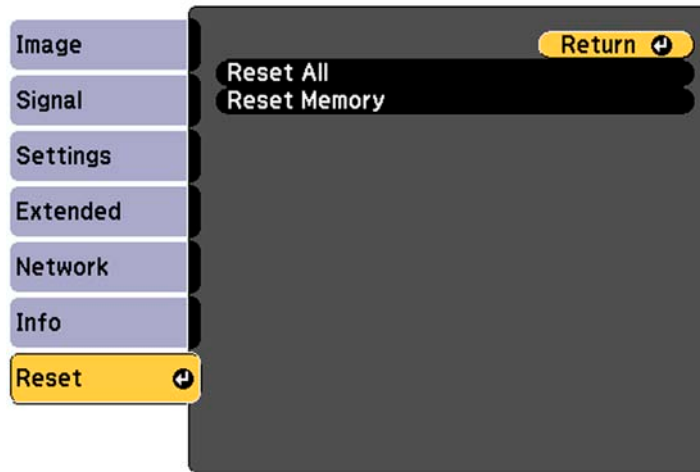 Image
Signal
Settings
Extended
Network
Info
Reset
Return
Reset All
Reset Memory